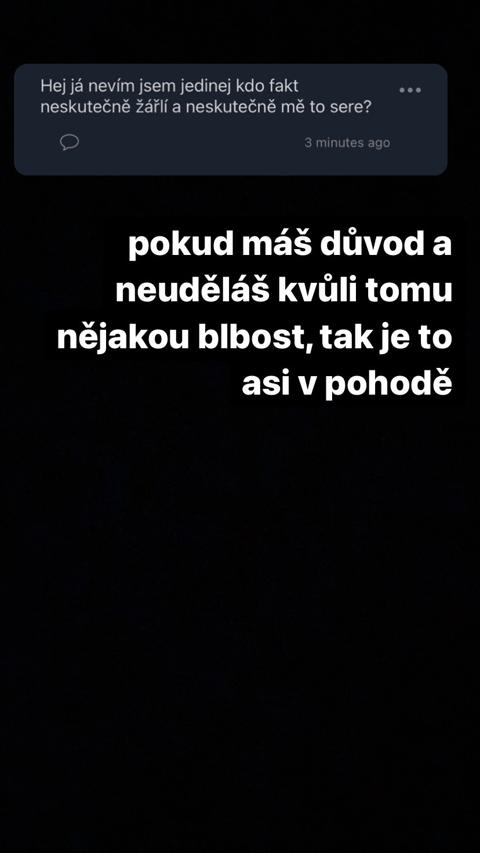 Hej já nevím jsem jedinej kdo fakt
neskutečně žářlí a neskutečně mě to sere?
3 minutes ago
pokud máš důvod a
neuděláš kvůli tomu
nějakou blbost, tak je to
asi v pohodě